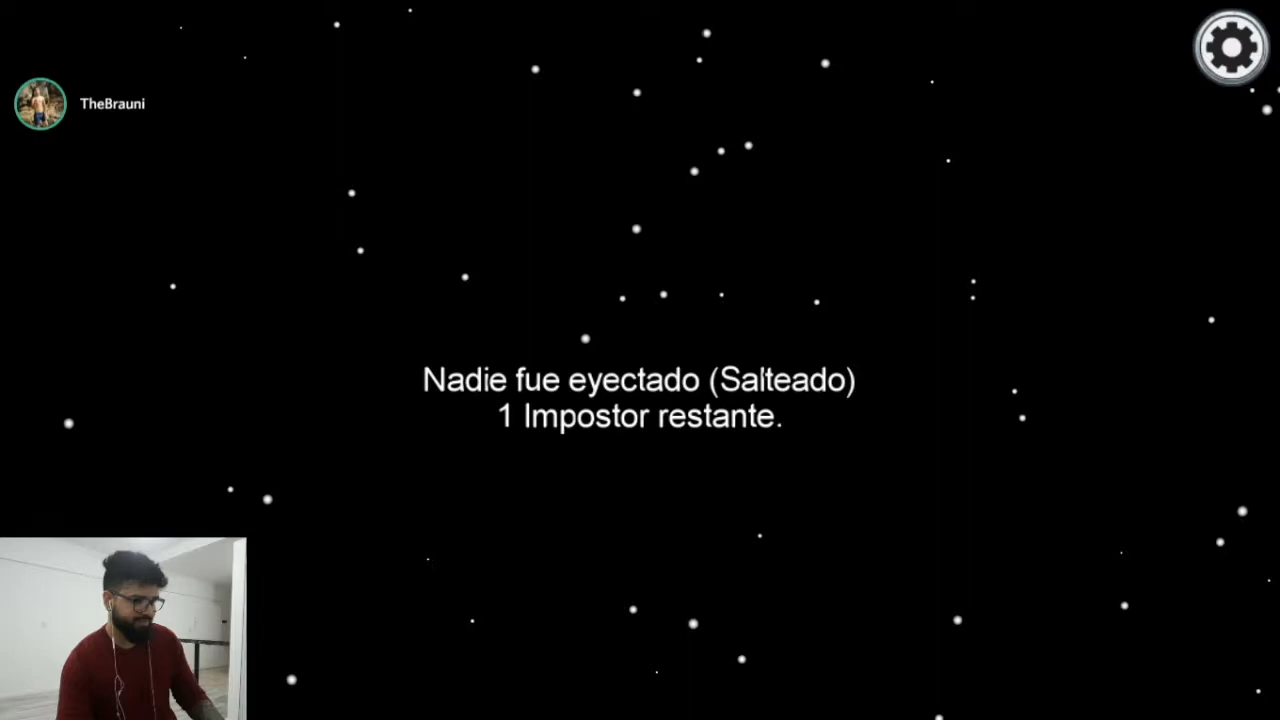 TheBrauni
Nadie fue eyectado (Salteado)
1 Impostor restante.